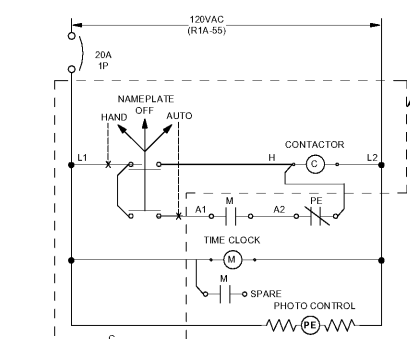 120VAC
(R1A-55)
20A
1P
NAMEPLATE
OFF
HAND
AUTO
CONTACTOR
L1
H
C
L2
M
PE
A1
A2
TIME CLOCK
M
M
SPARE
PHOTO CONTROL
PE